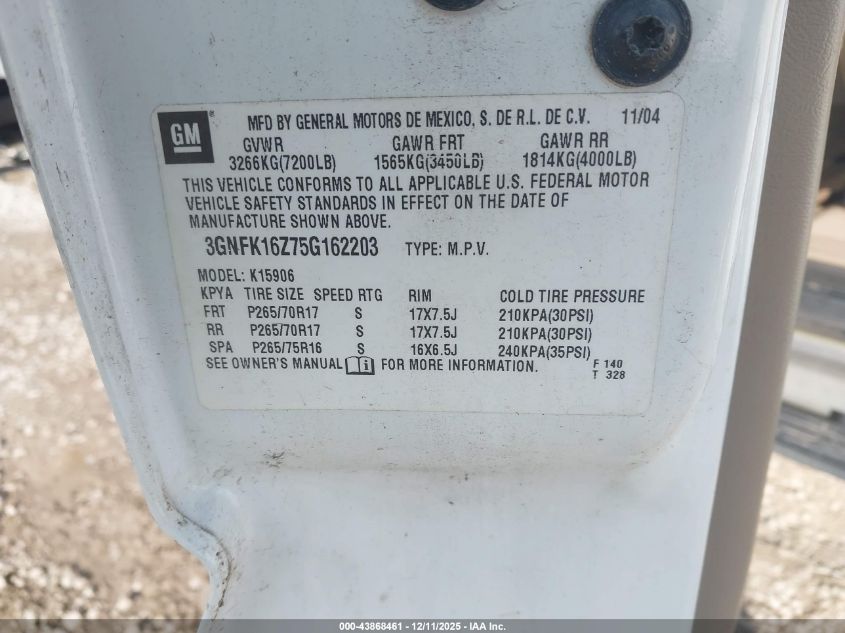 GM ® MFD BY GENERAL MOTORS DE MEXICO, S. DE R.L. DE C.V. 11/04
GVWR GAWR FRT GAWR RR
3266KG(7200LB) 1565KG(3450LB) 1814KG(4000LB)
THIS VEHICLE CONFORMS TO ALL APPLICABLE U.S. FEDERAL MOTOR
VEHICLE SAFETY STANDARDS IN EFFECT ON THE DATE OF
MANUFACTURE SHOWN ABOVE.
3GNFK16Z75G162203 TYPE: M.P.V.
MODEL: K15906
KPYA TIRE SIZE SPEED RTG RIM COLD TIRE PRESSURE
FRT P265/70R17 S 17X7.5J 210KPA(30PSI)
RR P265/70R17 S 17X7.5J 210KPA(30PSI)
SPA P265/75R16 S 16X6.5J 240KPA(35PSI)
SEE OWNER'S MANUAL i FOR MORE INFORMATION.
F 140
T 328
000-43868461 - 12/11/2025 - IAA Inc.